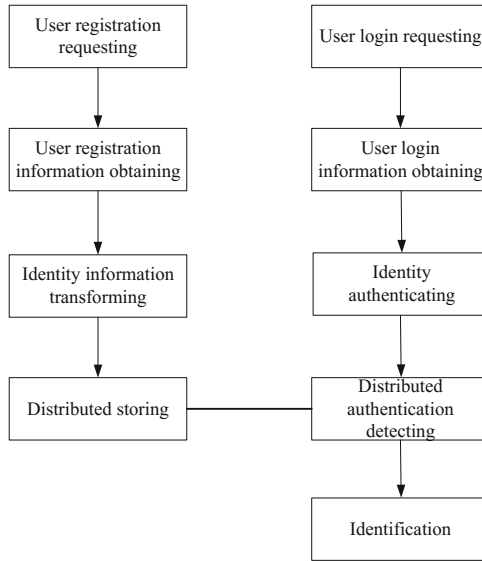 User registration
requesting
User login requesting
User registration
information obtaining
User login
information obtaining
Identity information
transforming
Identity
authenticating
Distributed storing
Distributed
authentication
detecting
Identification